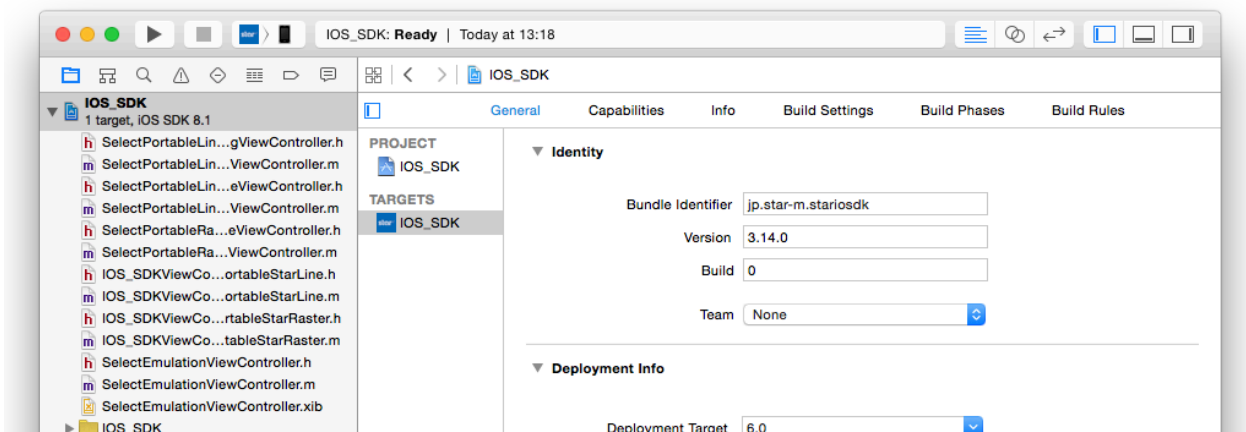 IOS_SDK: Ready | Today at 13:18
IOS_SDK
IOS_SDK
1 target, iOS SDK 8.1
General Capabilities Info Build Settings Build Phases Build Rules
SelectPortableLin...gViewController.h
SelectPortableLin...ViewController.m
SelectPortableLin...eViewController.h
SelectPortableLin...ViewController.m
SelectPortableRa...eViewController.h
SelectPortableRa...ViewController.m
IOS_SDKViewCo...ortableStarLine.h
IOS_SDKViewCo...ortableStarLine.m
IOS_SDKViewCo...rtableStarRaster.h
IOS_SDKViewCo...tableStarRaster.m
SelectEmulationViewController.h
SelectEmulationViewController.m
SelectEmulationViewController.xib
IOS_SDK
PROJECT
IOS_SDK
TARGETS
star IOS_SDK
Identity
Bundle Identifier jp.star-m.stariosdk
Version 3.14.0
Build 0
Team None
Deployment Info
Deployment Target 6.0